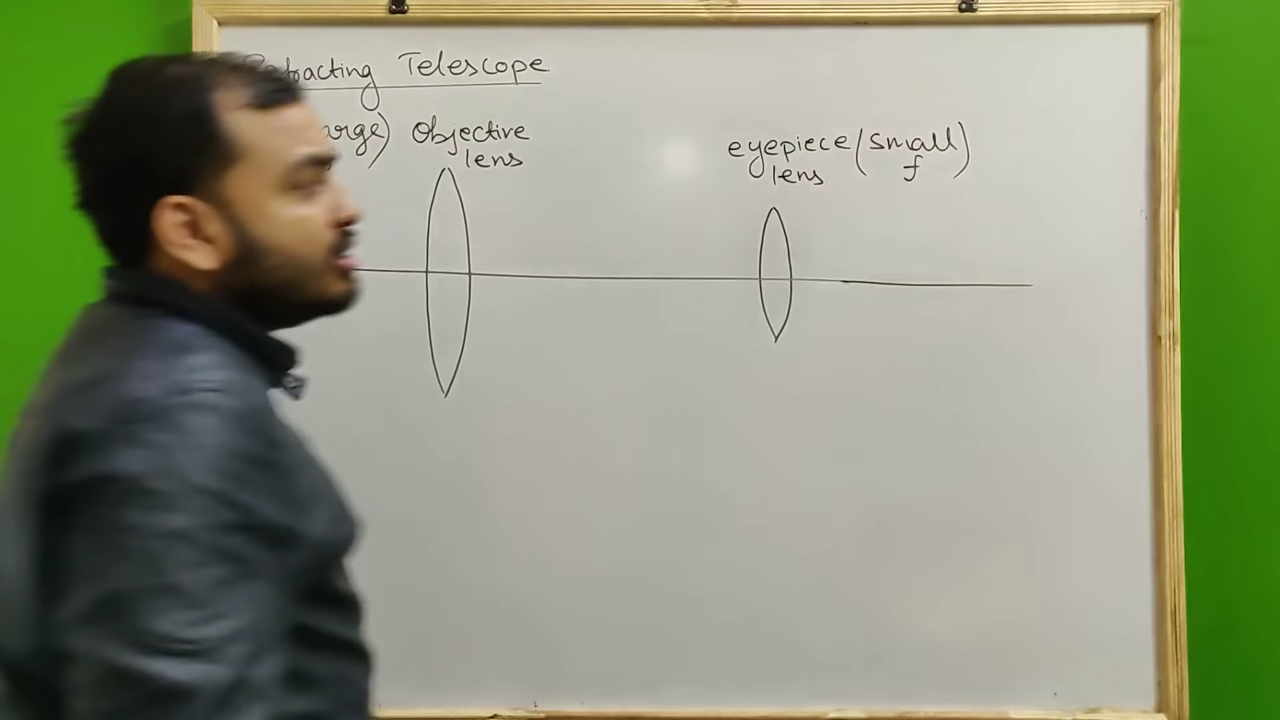 Telescope
Objective
lens
eyepiece (small
lens f)